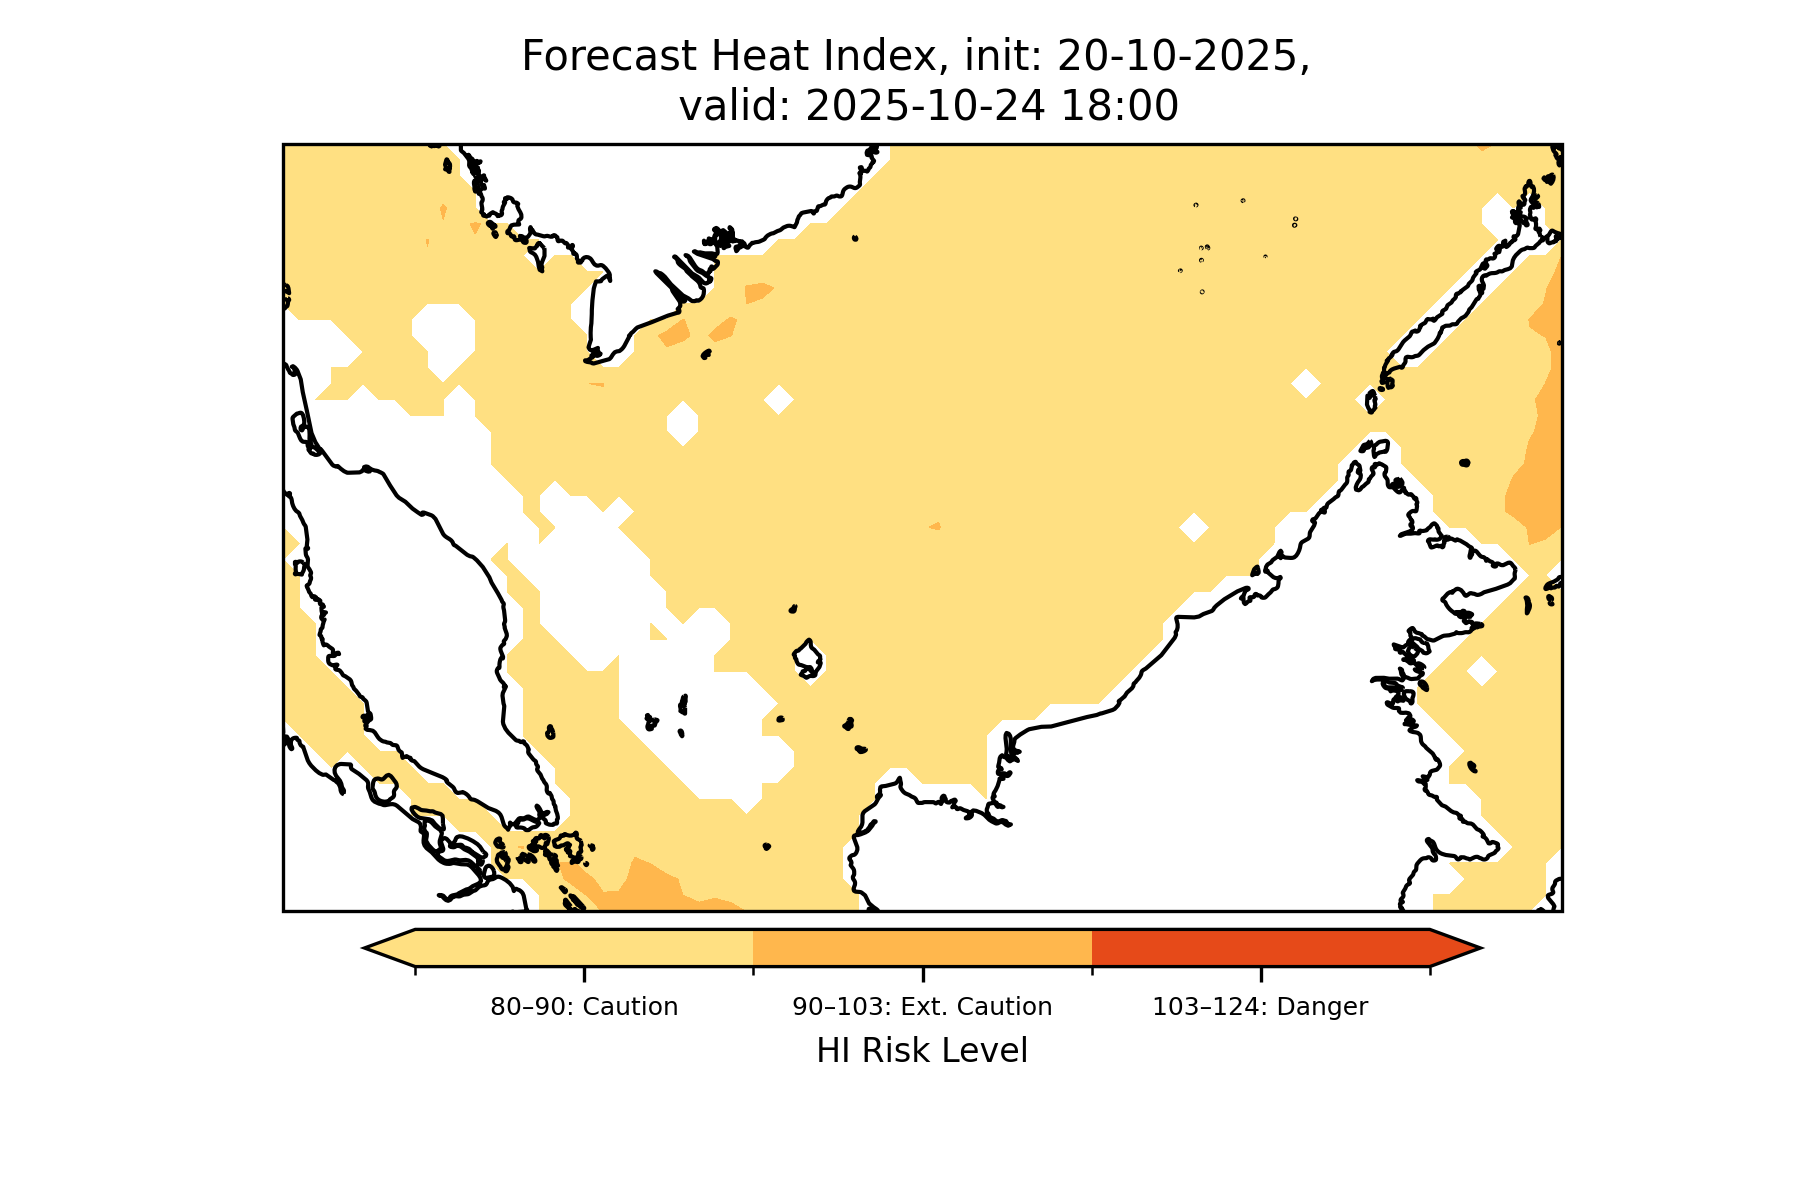 Forecast Heat Index, init: 20-10-2025,
valid: 2025-10-24 18:00
80–90: Caution
90–103: Ext. Caution
103–124: Danger
HI Risk Level